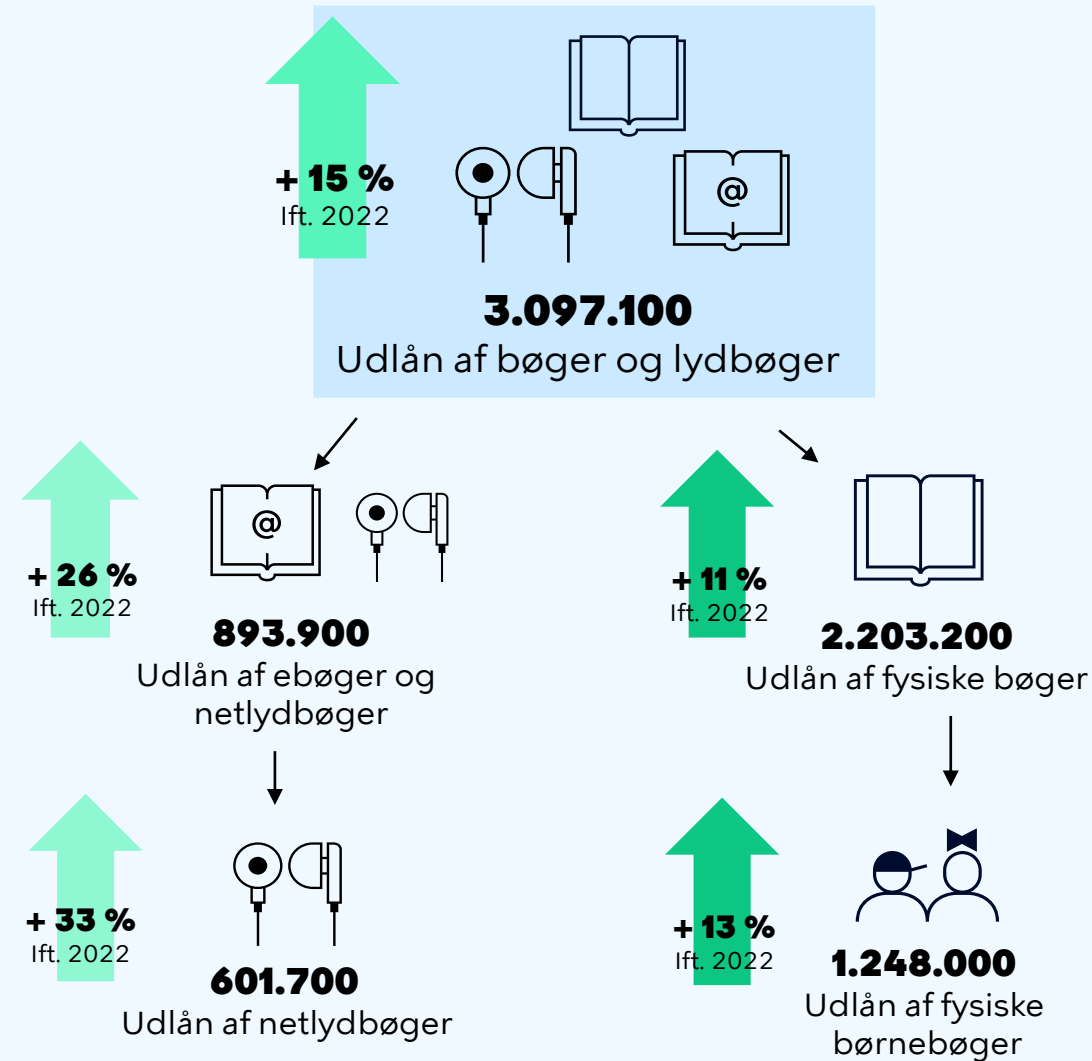 + 15 %
Ift. 2022
@
3.097.100
Udlån af bøger og lydbøger
+ 26 %
Ift. 2022
@
893.900
Udlån af ebøger og
netlydbøger
+ 11 %
Ift. 2022
2.203.200
Udlån af fysiske bøger
+ 33 %
Ift. 2022
601.700
Udlån af netlydbøger
+ 13 %
Ift. 2022
1.248.000
Udlån af fysiske
børnebøger